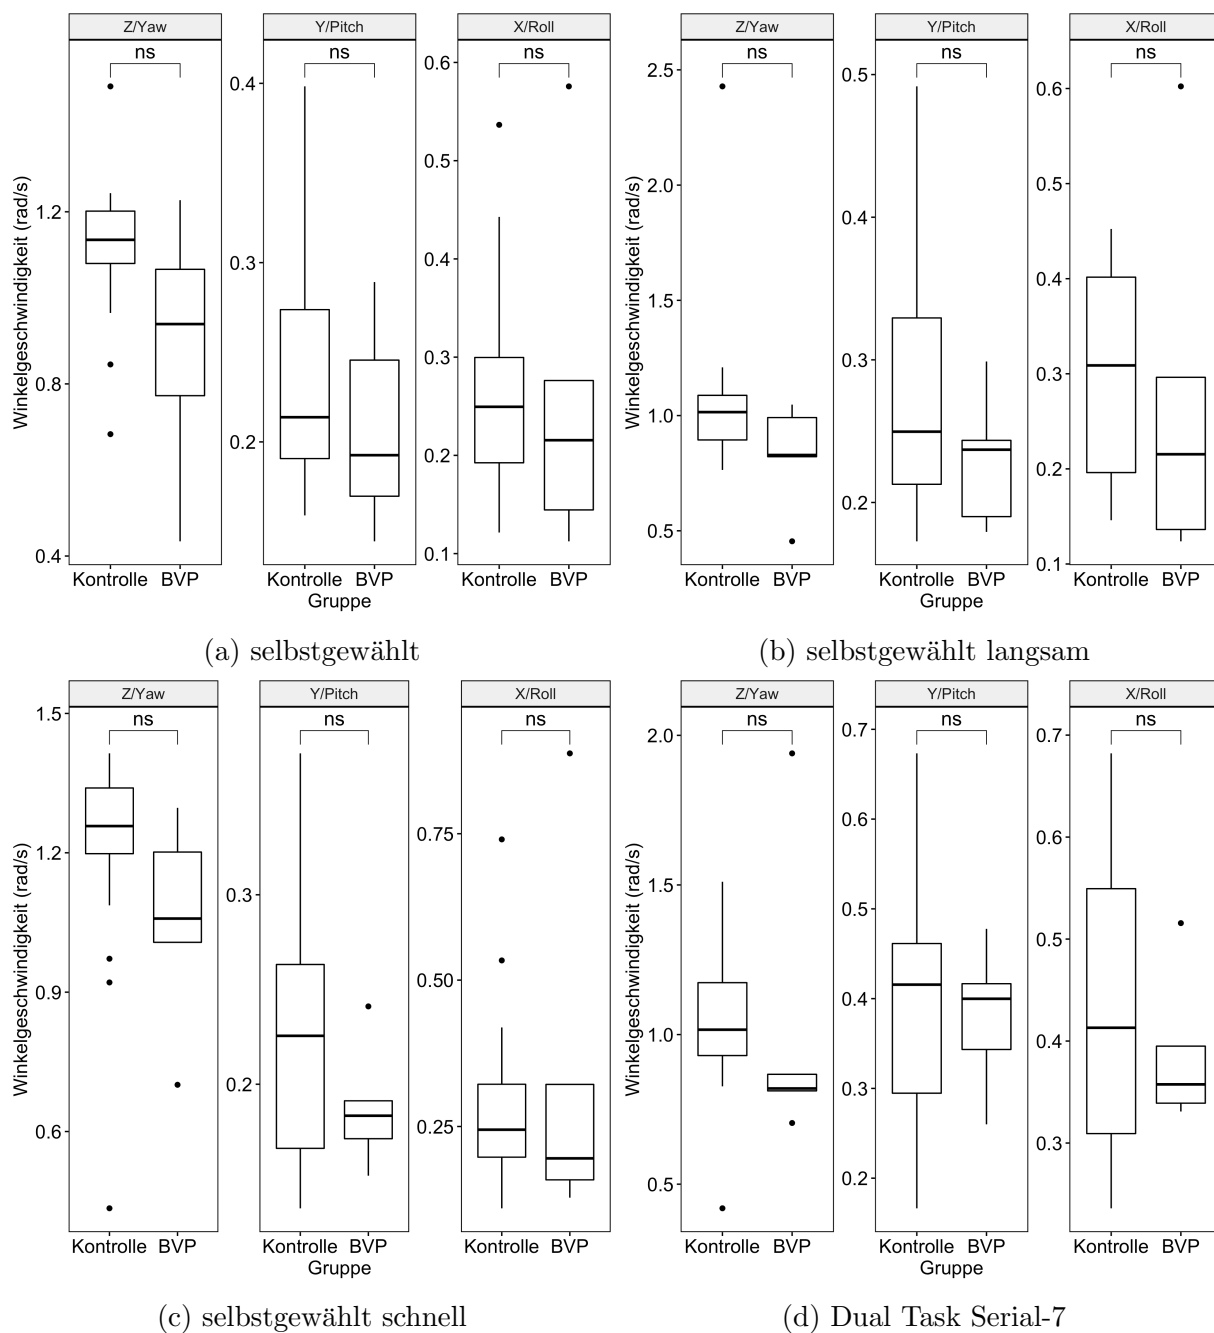 Z/Yaw Y/Pitch X/Roll
ns ns ns
Winkelgeschwindigkeit (rad/s)
1.2
0.8
0.4
0.4
0.3
0.2
0.6
0.5
0.4
0.3
0.2
0.1
Kontrolle BVP Kontrolle BVP Kontrolle BVP
Gruppe
(a) selbstgewählt
Z/Yaw Y/Pitch X/Roll
ns ns ns
Winkelgeschwindigkeit (rad/s)
2.5
2.0
1.5
1.0
0.5
0.5
0.4
0.3
0.2
0.6
0.5
0.4
0.3
0.2
0.1
Kontrolle BVP Kontrolle BVP Kontrolle BVP
Gruppe
(b) selbstgewählt langsam
Z/Yaw Y/Pitch X/Roll
ns ns ns
Winkelgeschwindigkeit (rad/s)
1.5
1.2
0.9
0.6
0.3
0.2
0.75
0.50
0.25
Kontrolle BVP Kontrolle BVP Kontrolle BVP
Gruppe
(c) selbstgewählt schnell
Z/Yaw Y/Pitch X/Roll
ns ns ns
Winkelgeschwindigkeit (rad/s)
2.0
1.5
1.0
0.5
0.7
0.6
0.5
0.4
0.3
0.2
0.7
0.6
0.5
0.4
0.3
Kontrolle BVP Kontrolle BVP Kontrolle BVP
Gruppe
(d) Dual Task Serial-7